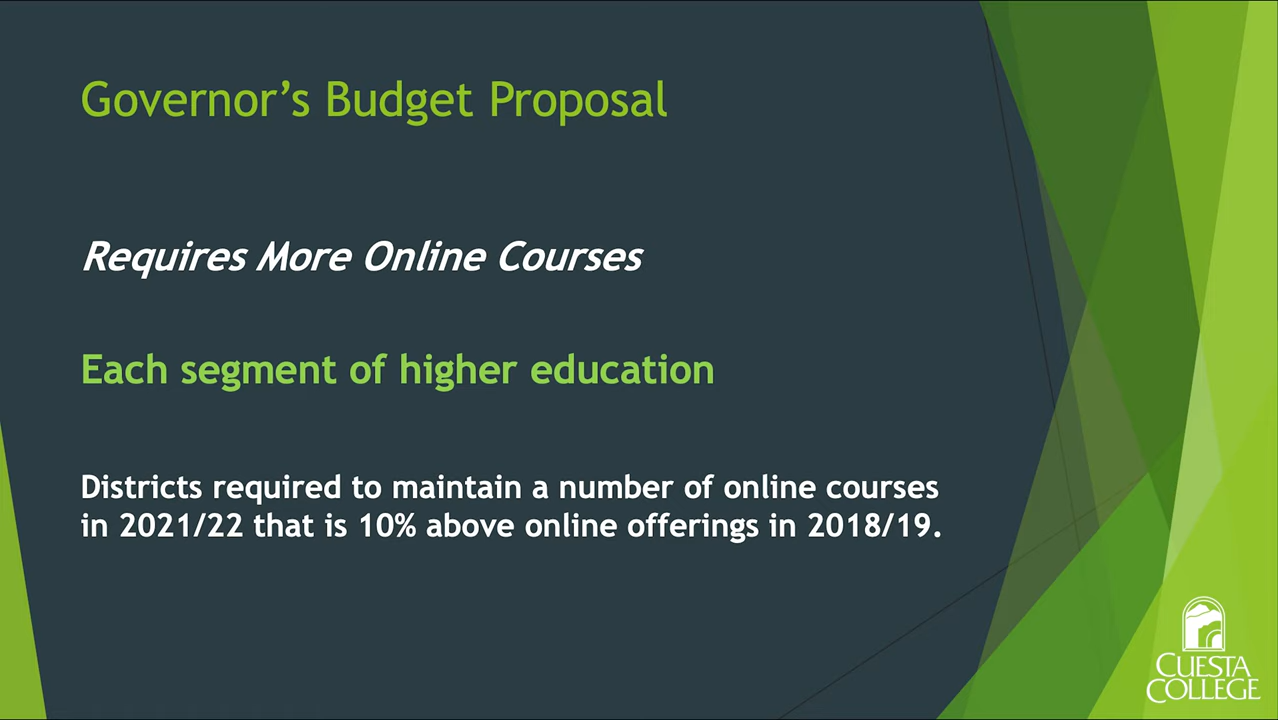 Governor's Budget Proposal
Requires More Online Courses
Each segment of higher education
Districts required to maintain a number of online courses
in 2021/22 that is 10% above online offerings in 2018/19.
CUESTA
COLLEGE